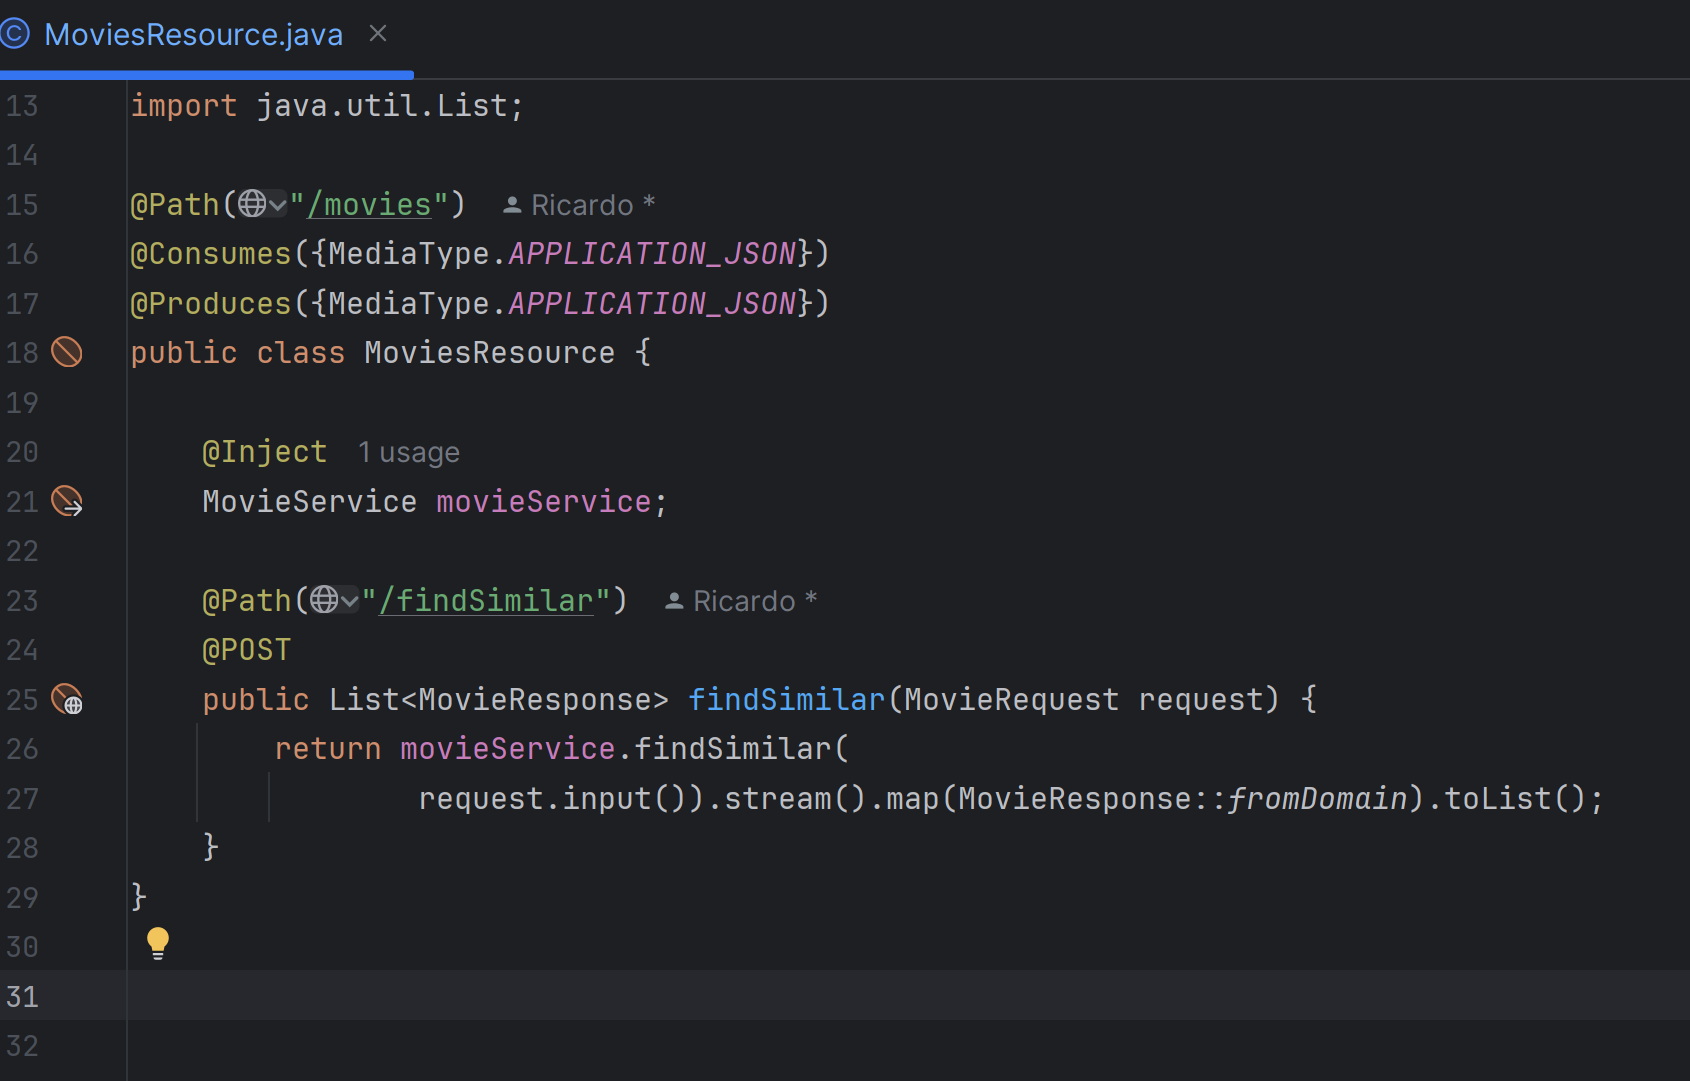 MoviesResource.java
13 import java.util.List;
14
15 @Path("/movies") Ricardo *
16 @Consumes({MediaType.APPLICATION_JSON})
17 @Produces({MediaType.APPLICATION_JSON})
18 public class MoviesResource {
19
20 @Inject 1 usage
21 MovieService movieService;
22
23 @Path("/findSimilar") Ricardo *
24 @POST
25 public List<MovieResponse> findSimilar(MovieRequest request) {
26 return movieService.findSimilar(
27 request.input()).stream().map(MovieResponse::fromDomain).toList();
28 }
29 }
30
31
32